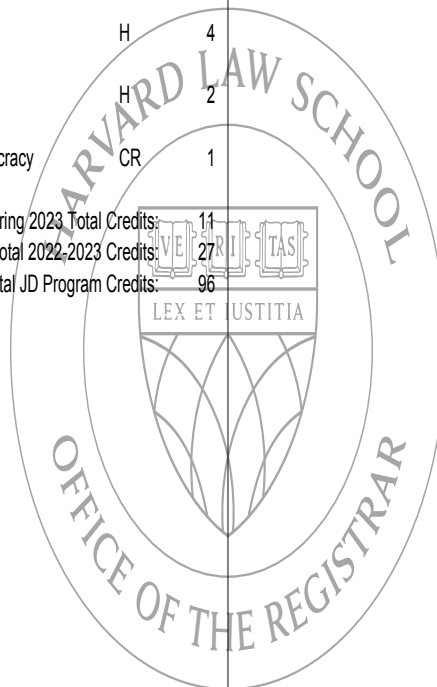 H 4
H 2
cracy CR 1
ring 2023 Total Credits: 11
otal 2022-2023 Credits: 27
tal JD Program Credits: 96
HARVARD LAW SCHOOL
VE RI TAS
LEX ET IUSTITIA
OFFICE OF THE REGISTRAR